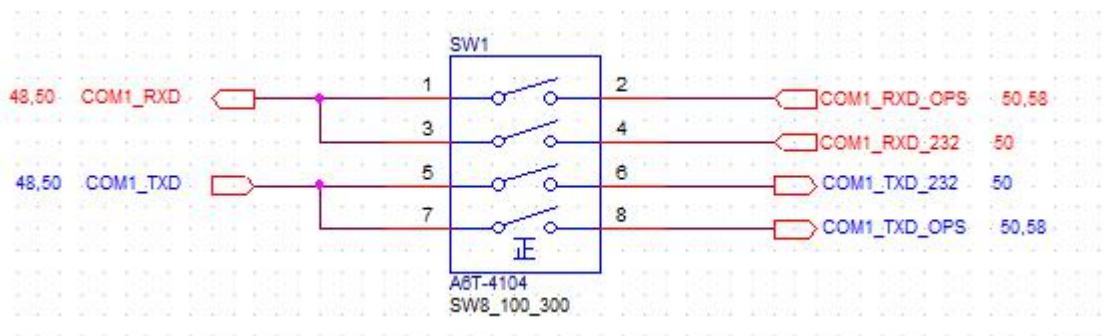 SW1
48,50 COM1_RXD 1 2 COM1_RXD_OPS 50,58
3 4 COM1_RXD_232 50
48,50 COM1_TXD 5 6 COM1_TXD_232 50
7 8 COM1_TXD_OPS 50,58
正
A6T-4104
SW8_100_300